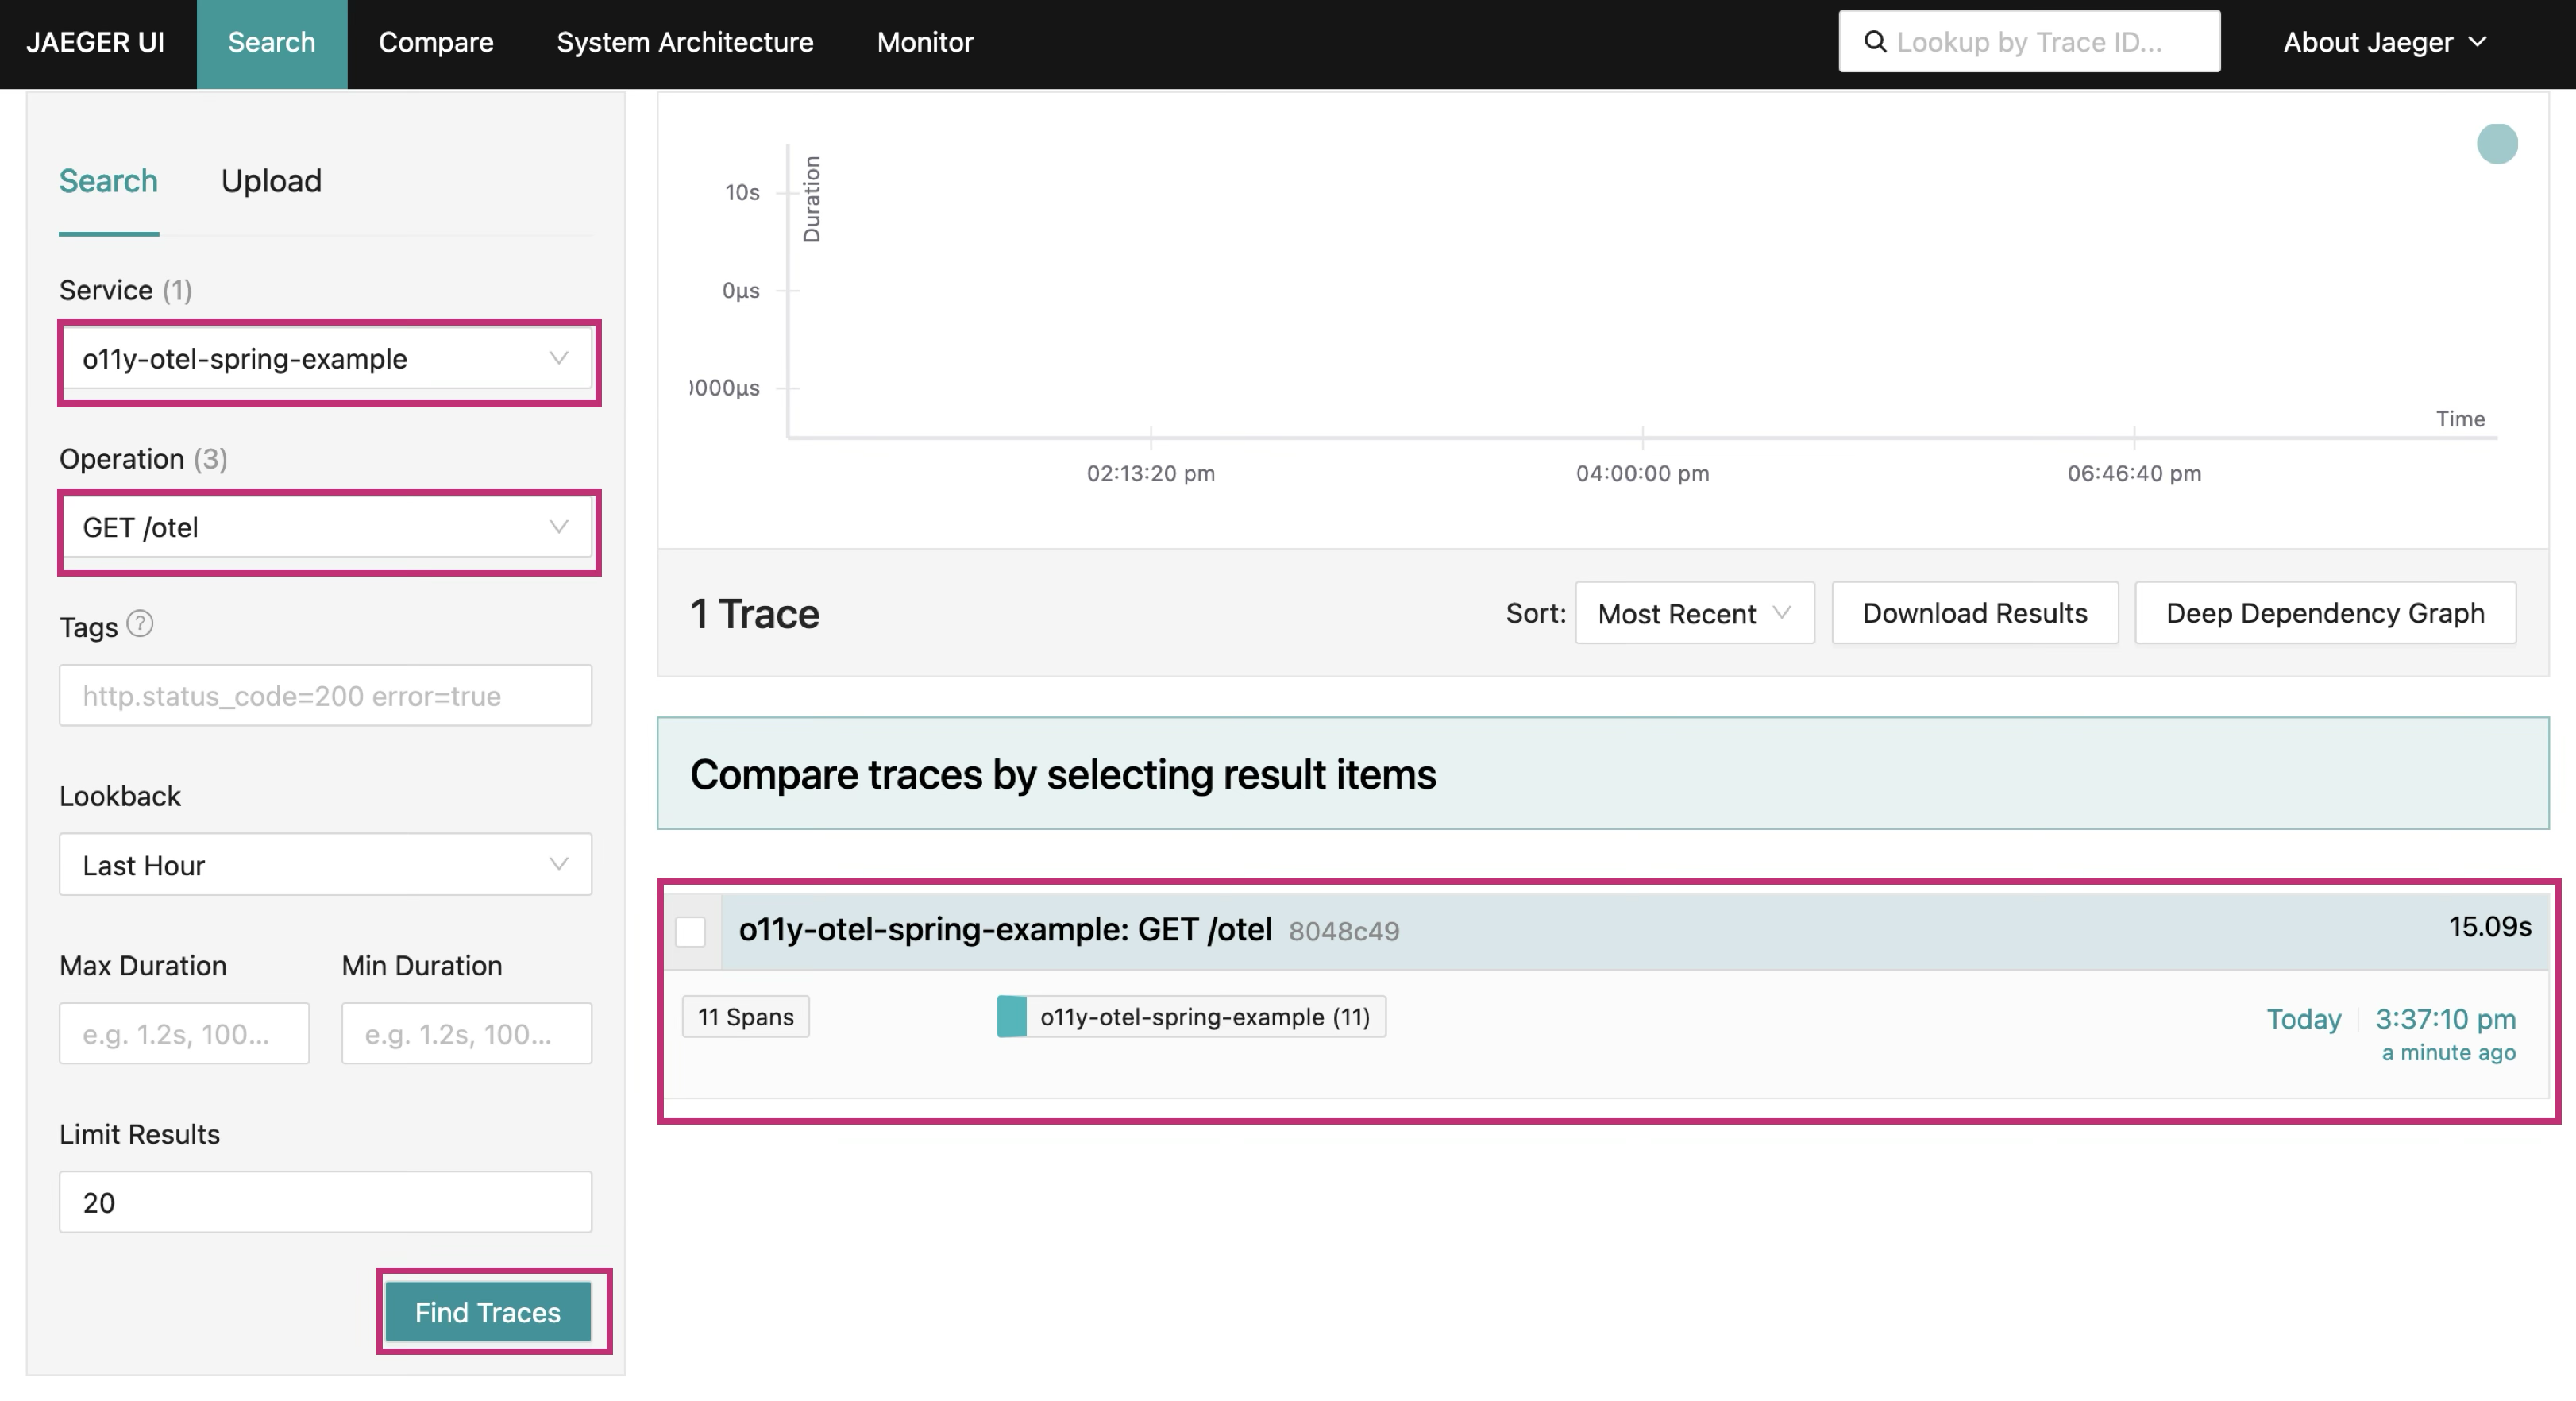 JAEGER UI Search Compare System Architecture Monitor Lookup by Trace ID... About Jaeger
Search Upload
Service (1)
o11y-otel-spring-example
Operation (3)
GET /otel
Tags ?
http.status_code=200 error=true
Lookback
Last Hour
Max Duration Min Duration
e.g. 1.2s, 100... e.g. 1.2s, 100...
Limit Results
20
Find Traces
Duration
10s
0μs
000μs
Time
02:13:20 pm 04:00:00 pm 06:46:40 pm
1 Trace Sort: Most Recent Download Results Deep Dependency Graph
Compare traces by selecting result items
o11y-otel-spring-example: GET /otel 8048c49 15.09s
11 Spans o11y-otel-spring-example (11) Today 3:37:10 pm
a minute ago